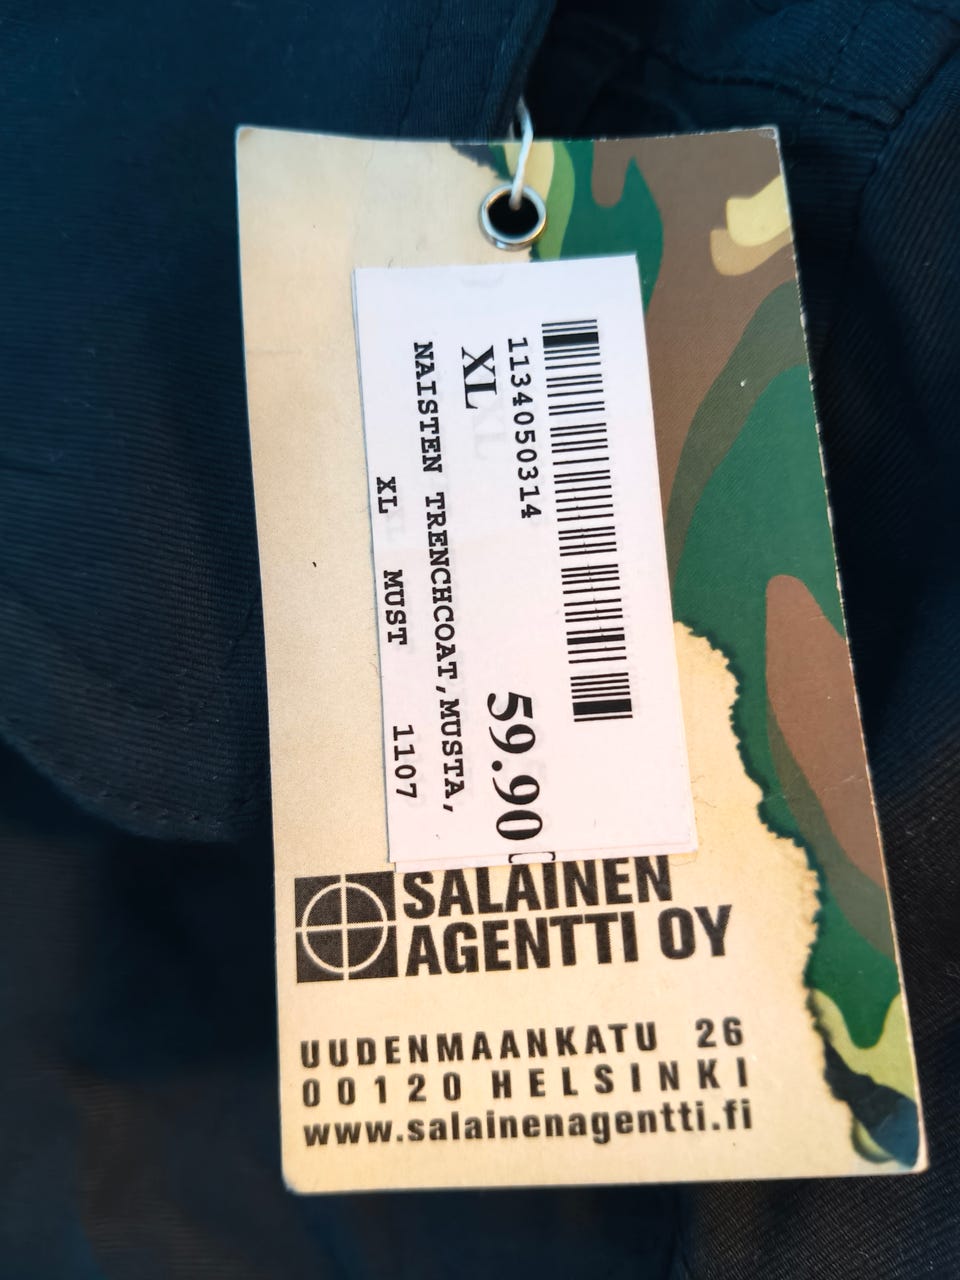 1134050314
XL
59.90
NAISTEN TRENCHCOAT,MUSTA,
XL MUST 1107
SALAINEN
AGENTTI OY
UUDENMAANKATU 26
00120 HELSINKI
www.salainenagentti.fi